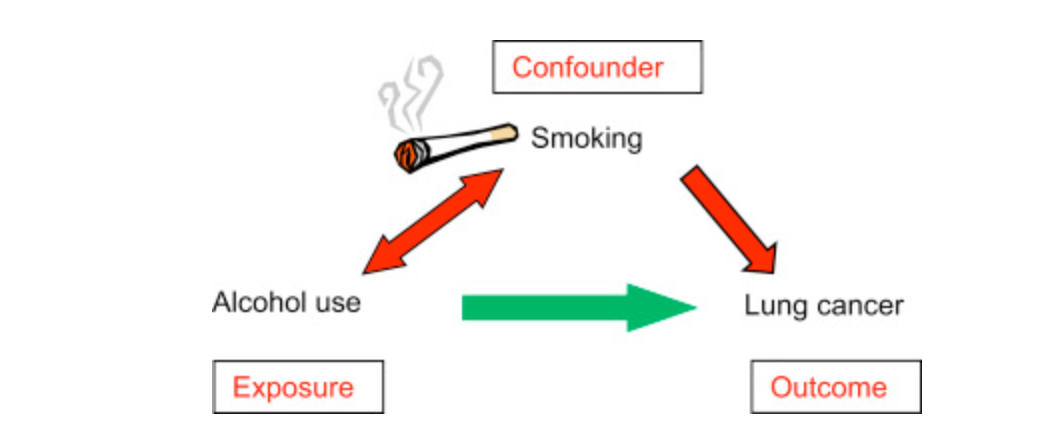 Confounder
Smoking
Alcohol use
Lung cancer
Exposure
Outcome